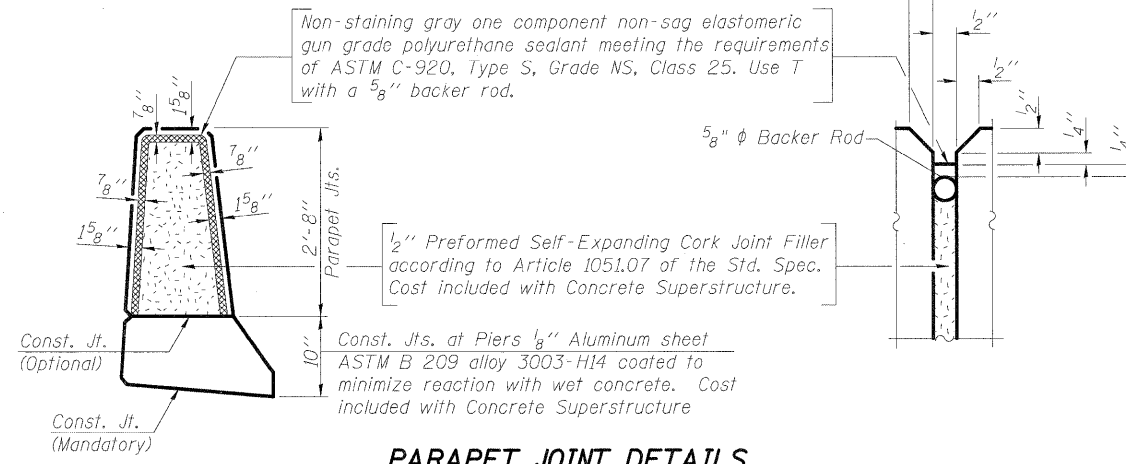 Non-staining gray one component non-sag elastomeric
gun grade polyurethane sealant meeting the requirements
of ASTM C-920, Type S, Grade NS, Class 25. Use T
with a 5/8" backer rod.
1/2"
1/2"
1/2"
1/4"
1/4"
5/8" φ Backer Rod
7/8"
1 5/8"
7/8"
7/8"
1 5/8"
1 5/8"
2'-8"
Parapet Jts.
1/2" Preformed Self-Expanding Cork Joint Filler
according to Article 1051.07 of the Std. Spec.
Cost included with Concrete Superstructure.
Const. Jt.
(Optional)
10"
Const. Jts. at Piers 1/8" Aluminum sheet
ASTM B 209 alloy 3003-H14 coated to
minimize reaction with wet concrete. Cost
included with Concrete Superstructure
Const. Jt.
(Mandatory)
PARAPET JOINT DETAILS